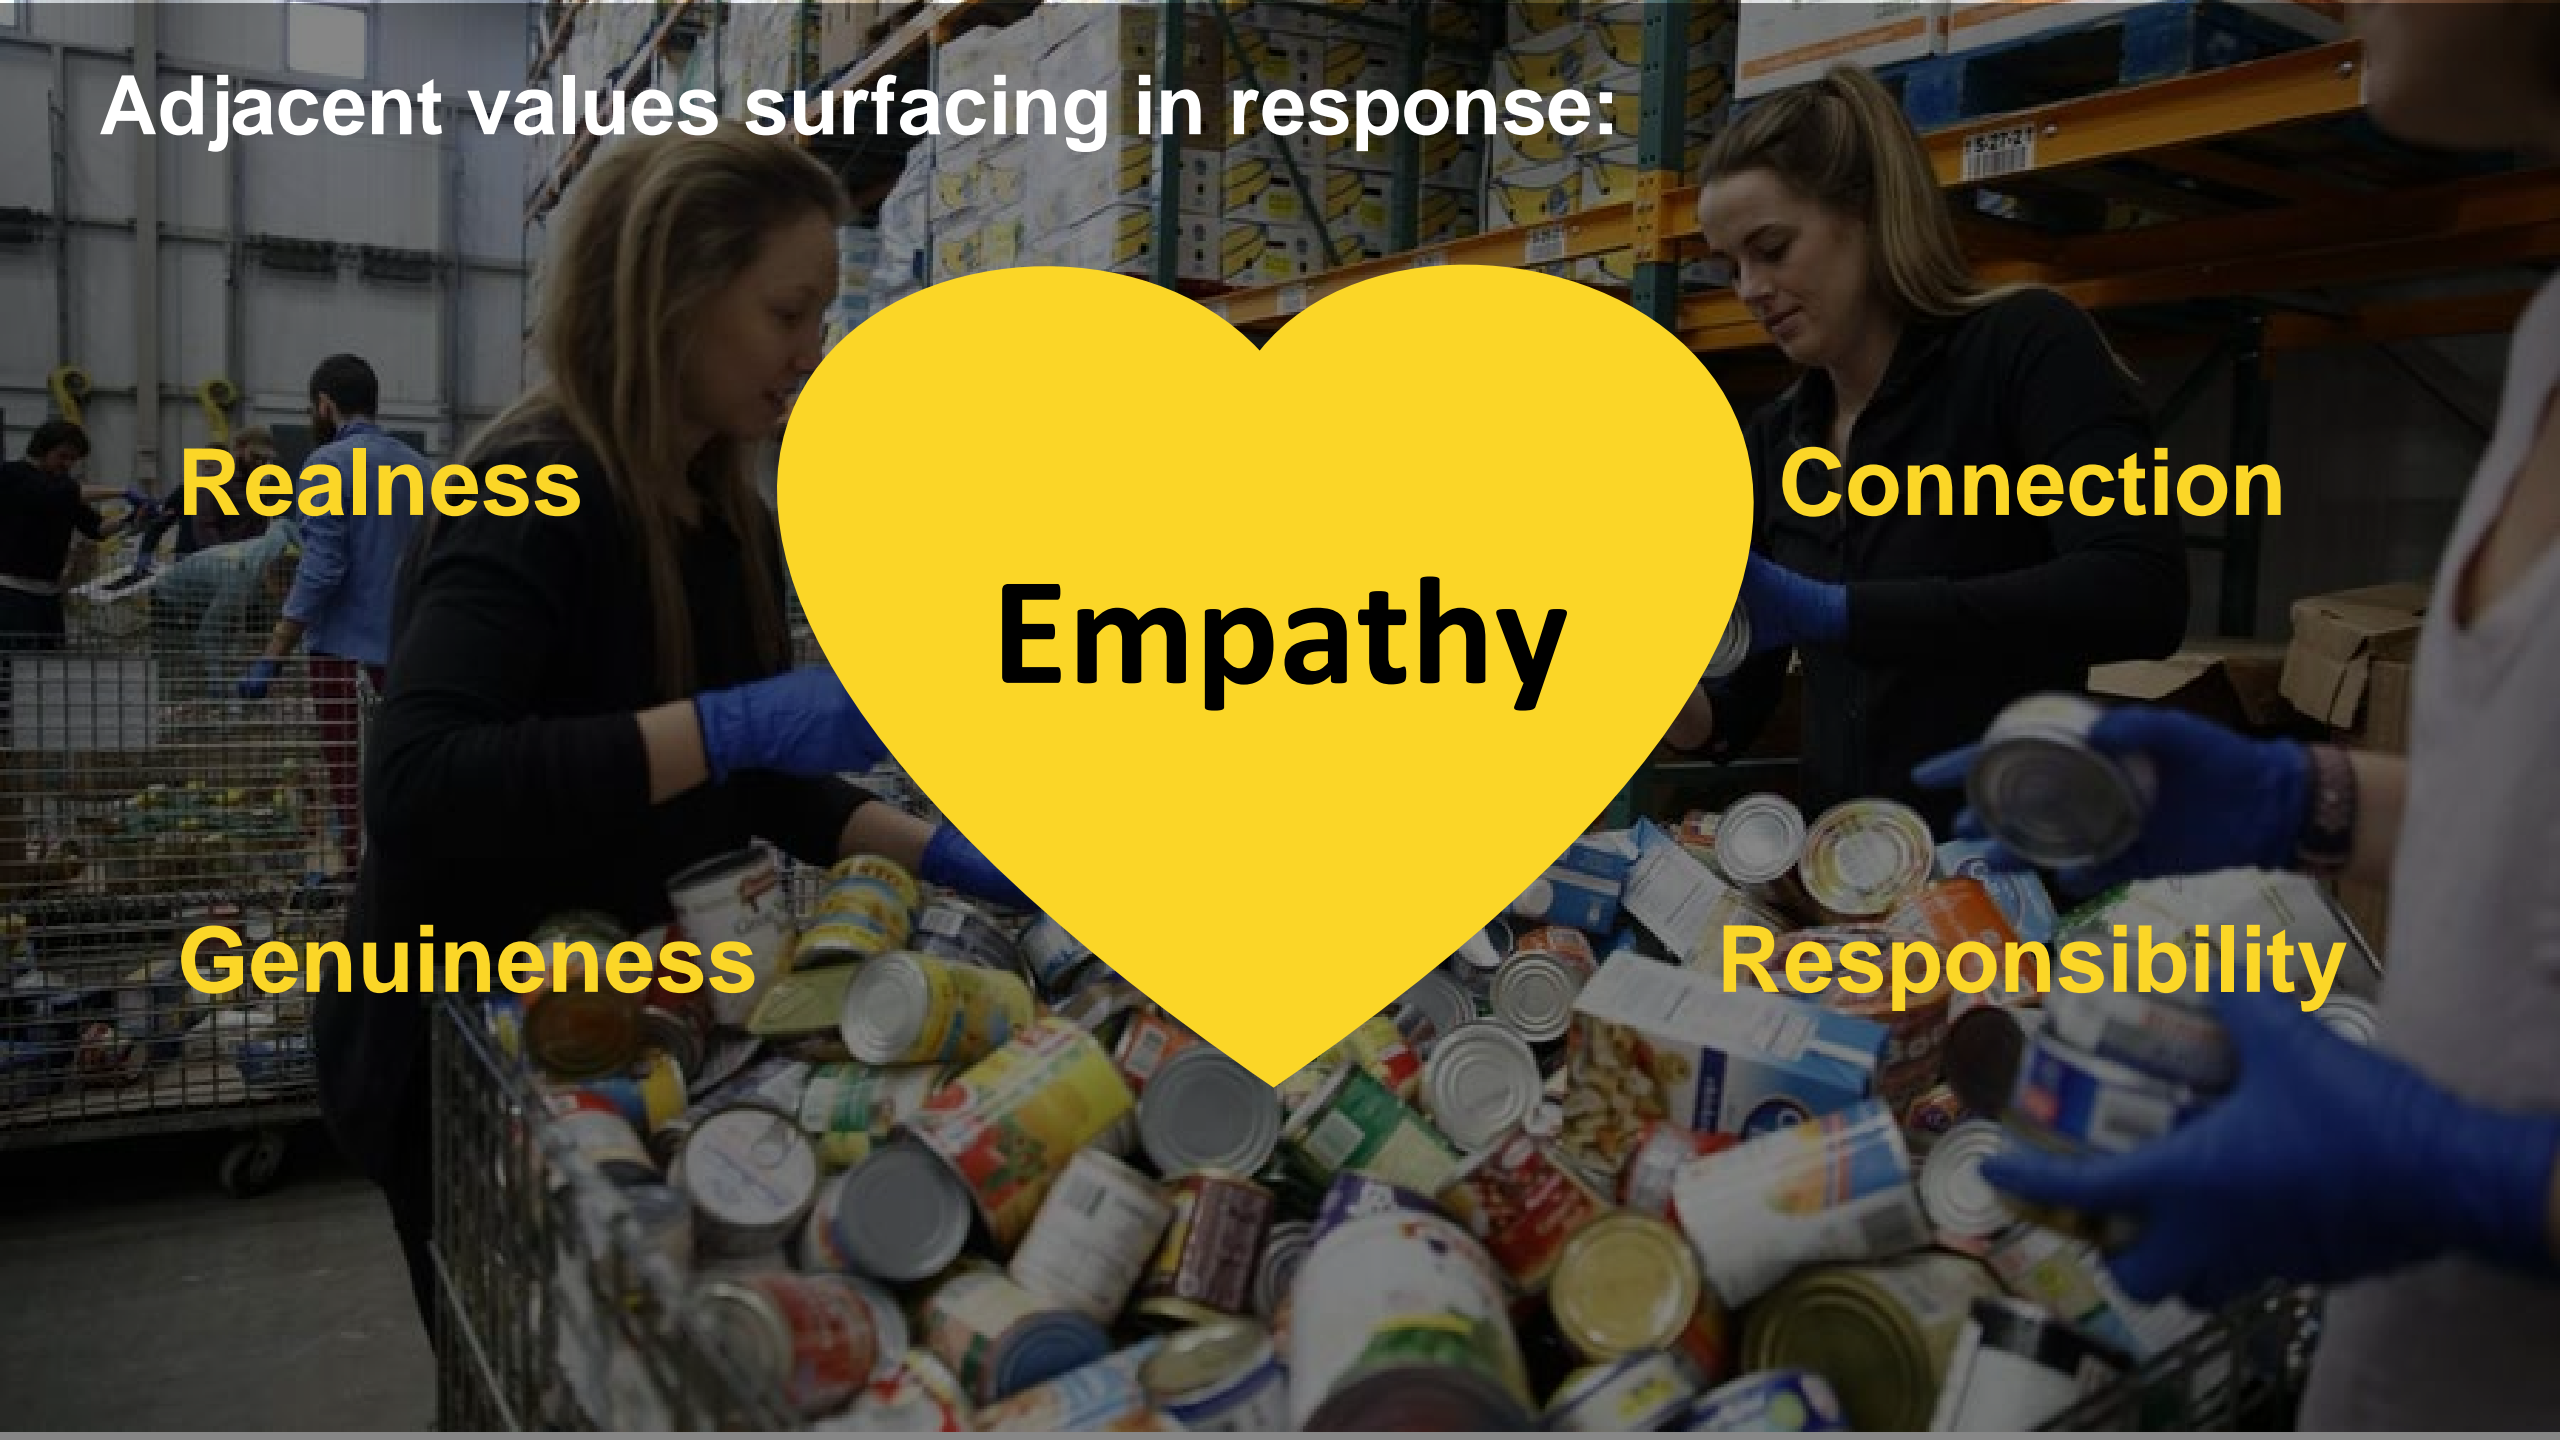 Adjacent values surfacing in response:
Realness
Connection
Empathy
Genuineness
Responsibility